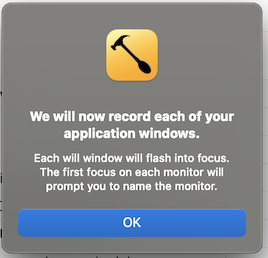 We will now record each of your
application windows.
Each will window will flash into focus.
The first focus on each monitor will
prompt you to name the monitor.
OK